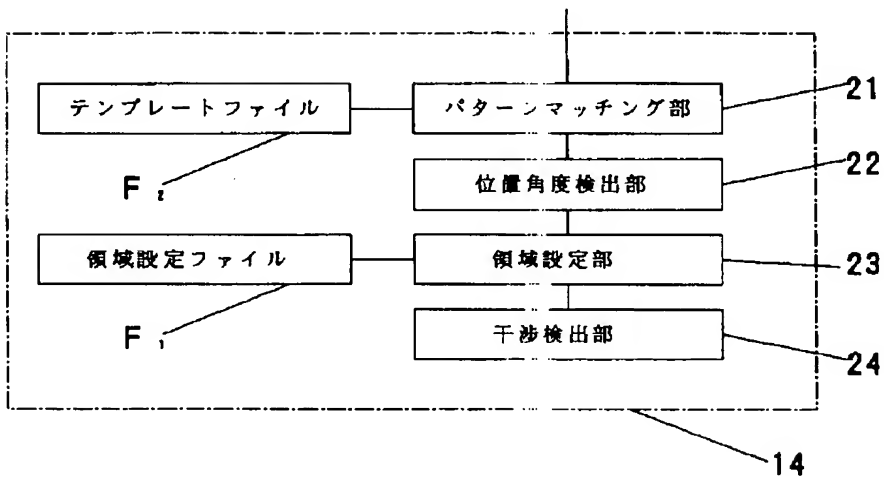 テンプレートファイル
パターンマッチング部
21
F₂
位置角度検出部
22
領域設定ファイル
領域設定部
23
F₁
干渉検出部
24
14